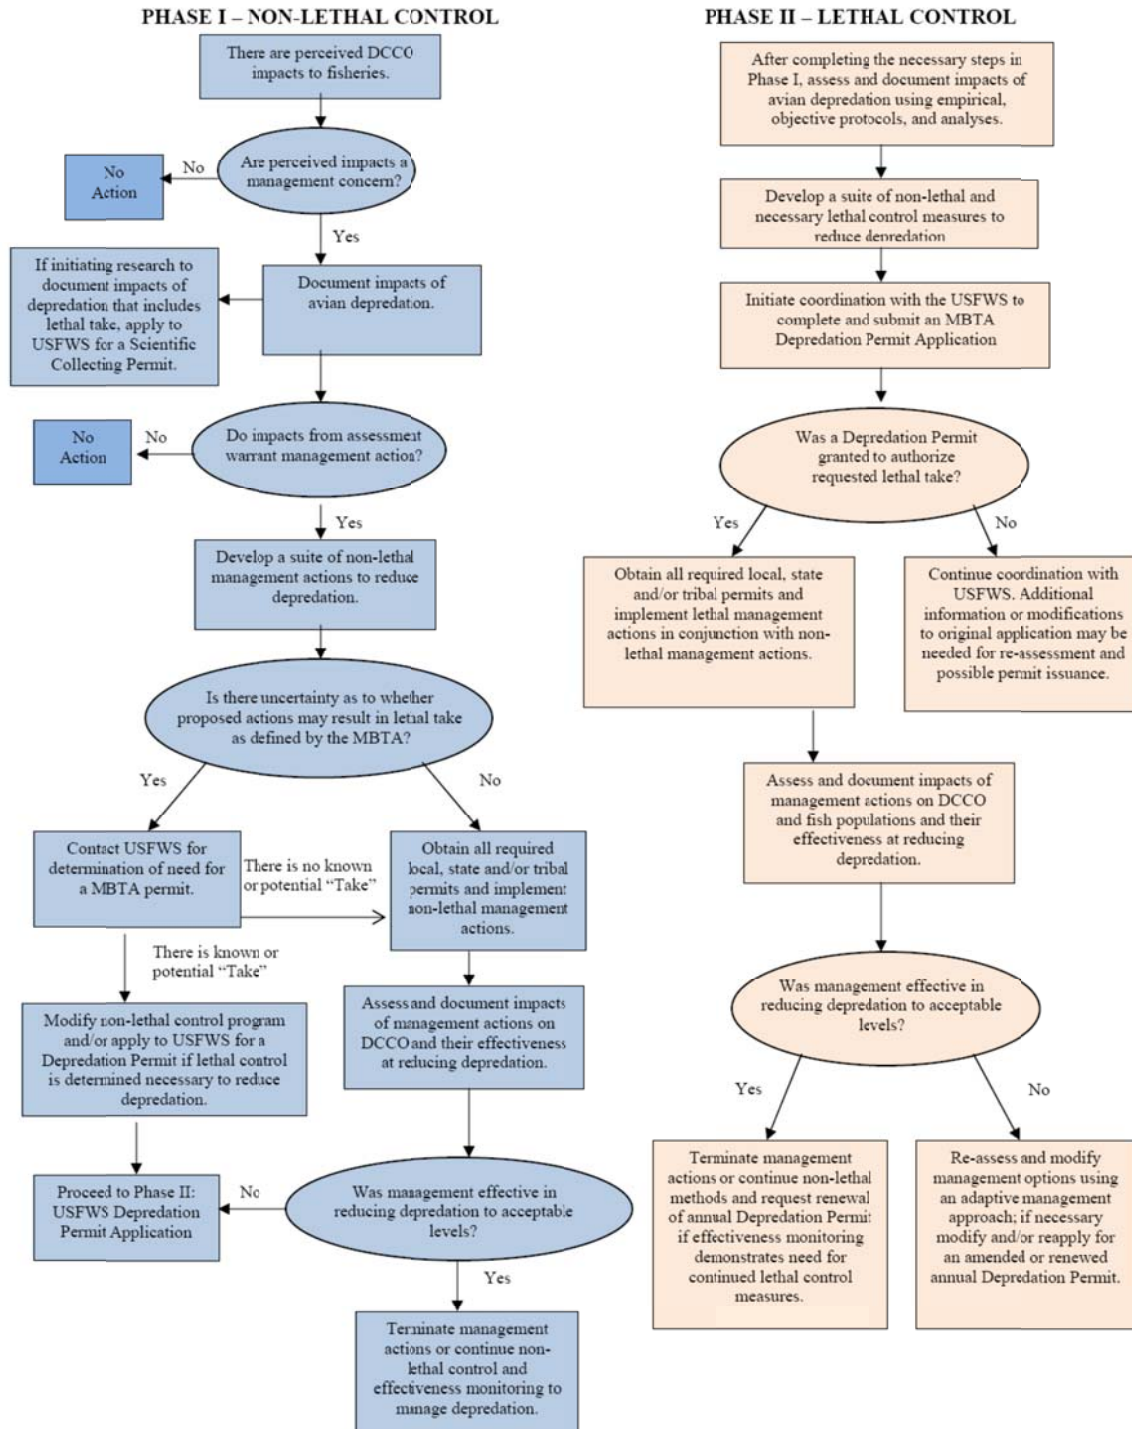 PHASE I – NON-LETHAL CONTROL
There are perceived DCCO
impacts to fisheries.
Are perceived impacts a
management concern?
No
No
Action
Yes
If initiating research to
document impacts of
depredation that includes
lethal take, apply to
USFWS for a Scientific
Collecting Permit.
Document impacts of
avian depredation.
Do impacts from assessment
warrant management action?
No
No
Action
Yes
Develop a suite of non-lethal
management actions to reduce
depredation.
Is there uncertainty as to whether
proposed actions may result in lethal take
as defined by the MBTA?
Yes
No
Contact USFWS for
determination of need for
a MBTA permit.
There is no known
or potential “Take”
Obtain all required
local, state and/or tribal
permits and implement
non-lethal management
actions.
There is known or
potential “Take”
Modify non-lethal control program
and/or apply to USFWS for a
Depredation Permit if lethal control
is determined necessary to reduce
depredation.
Assess and document impacts
of management actions on
DCCO and their effectiveness
at reducing depredation.
Proceed to Phase II:
USFWS Depredation
Permit Application
No
Was management effective in
reducing depredation to acceptable
levels?
Yes
Terminate management
actions or continue non-
lethal control and
effectiveness monitoring to
manage depredation.
PHASE II – LETHAL CONTROL
After completing the necessary steps in
Phase I, assess and document impacts of
avian depredation using empirical,
objective protocols, and analyses.
Develop a suite of non-lethal and
necessary lethal control measures to
reduce depredation
Initiate coordination with the USFWS to
complete and submit an MBTA
Depredation Permit Application
Was a Depredation Permit
granted to authorize
requested lethal take?
Yes
No
Obtain all required local, state
and/or tribal permits and
implement lethal management
actions in conjunction with non-
lethal management actions.
Continue coordination with
USFWS. Additional
information or modifications
to original application may be
needed for re-assessment and
possible permit issuance.
Assess and document impacts of
management actions on DCCO
and fish populations and their
effectiveness at reducing
depredation.
Was management effective in
reducing depredation to acceptable
levels?
Yes
No
Terminate management
actions or continue non-lethal
methods and request renewal
of annual Depredation Permit
if effectiveness monitoring
demonstrates need for
continued lethal control
measures.
Re-assess and modify
management options using
an adaptive management
approach; if necessary
modify and/or reapply for
an amended or renewed
annual Depredation Permit.